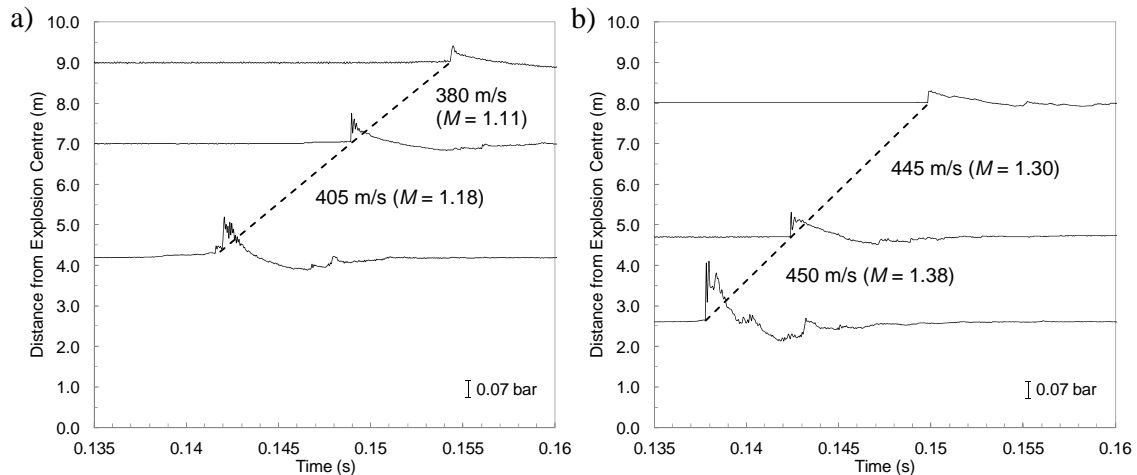 a)
Distance from Explosion Centre (m)
10.0
9.0
8.0
7.0
6.0
5.0
4.0
3.0
2.0
1.0
0.0
380 m/s
(M = 1.11)
405 m/s (M = 1.18)
0.07 bar
0.135 0.14 0.145 0.15 0.155 0.16
Time (s)
b)
Distance from Explosion Centre (m)
10.0
9.0
8.0
7.0
6.0
5.0
4.0
3.0
2.0
1.0
0.0
445 m/s (M = 1.30)
450 m/s (M = 1.38)
0.07 bar
0.135 0.14 0.145 0.15 0.155 0.16
Time (s)